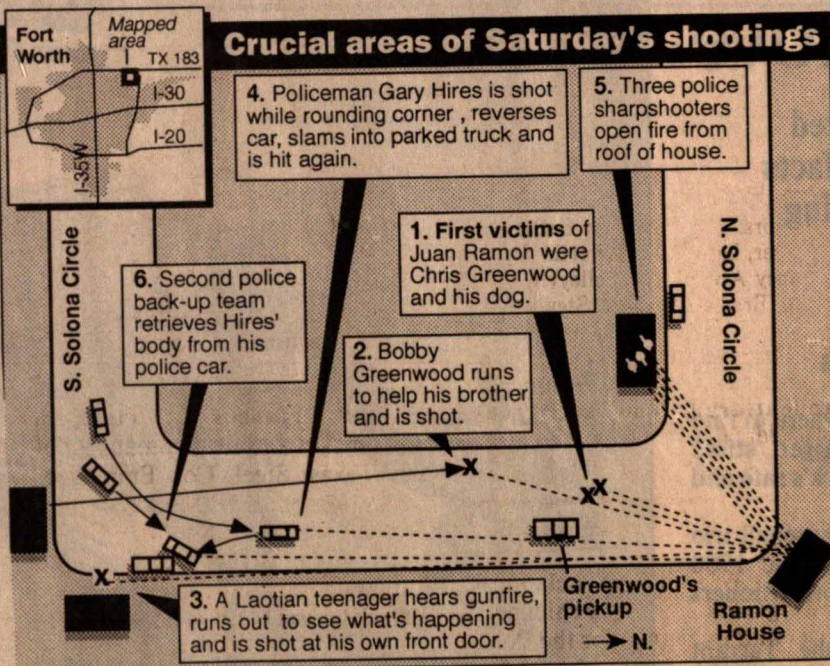 Crucial areas of Saturday's shootings
Fort
Worth
Mapped
area
TX 183
I-30
I-20
I-35W
4. Policeman Gary Hires is shot
while rounding corner , reverses
car, slams into parked truck and
is hit again.
5. Three police
sharpshooters
open fire from
roof of house.
1. First victims of
Juan Ramon were
Chris Greenwood
and his dog.
6. Second police
back-up team
retrieves Hires'
body from his
police car.
2. Bobby
Greenwood runs
to help his brother
and is shot.
S. Solona Circle
N. Solona Circle
X
X X
X
3. A Laotian teenager hears gunfire,
runs out to see what's happening
and is shot at his own front door.
Greenwood's
pickup
N.
Ramon
House